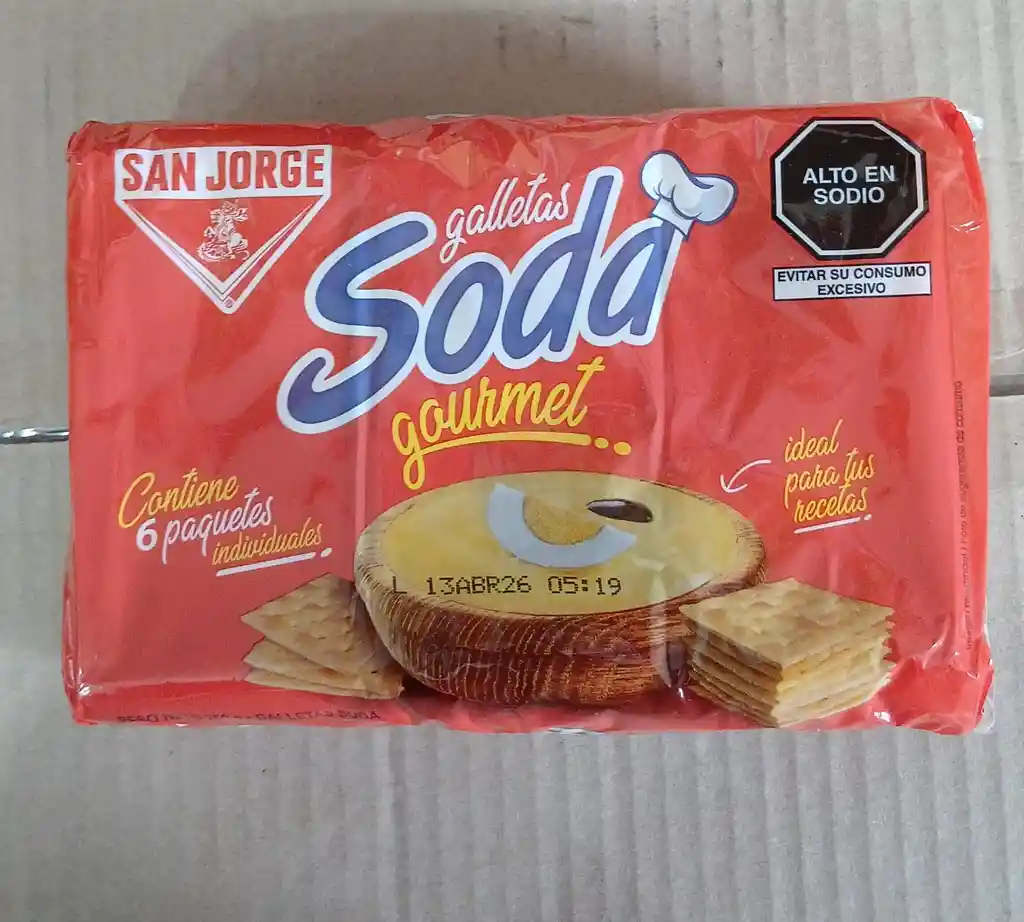 SAN JORGE
®
galletas
Soda
gourmet
ALTO EN
SODIO
EVITAR SU CONSUMO
EXCESIVO
Contiene
6 paquetes
individuales
ideal
para tus
recetas
L 13ABR26 05:19